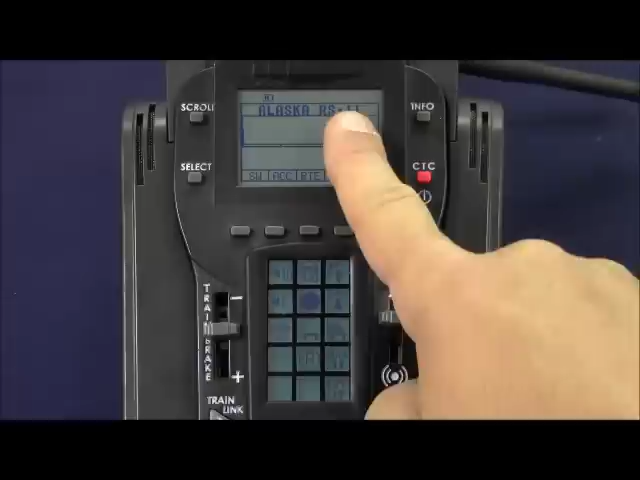 SCROLL
INFO
ALASKA RS-11
SELECT
CTC
SW ACC RTE
TRAIN BRAKE
TRAIN LINK